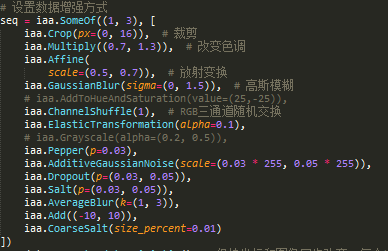 # 设置数据增强方式
seq = iaa.SomeOf((1, 3), [
    iaa.Crop(px=(0, 16)),  # 裁剪
    iaa.Multiply((0.7, 1.3)),  # 改变色调
    iaa.Affine(
        scale=(0.5, 0.7)),  # 放射变换
    iaa.GaussianBlur(sigma=(0, 1.5)),  # 高斯模糊
    # iaa.AddToHueAndSaturation(value=(25,-25)),
    iaa.ChannelShuffle(1),  # RGB三通道随机交换
    iaa.ElasticTransformation(alpha=0.1),
    # iaa.Grayscale(alpha=(0.2, 0.5)),
    iaa.Pepper(p=0.03),
    iaa.AdditiveGaussianNoise(scale=(0.03 * 255, 0.05 * 255)),
    iaa.Dropout(p=(0.03, 0.05)),
    iaa.Salt(p=(0.03, 0.05)),
    iaa.AverageBlur(k=(1, 3)),
    iaa.Add((-10, 10)),
    iaa.CoarseSalt(size_percent=0.01)
])